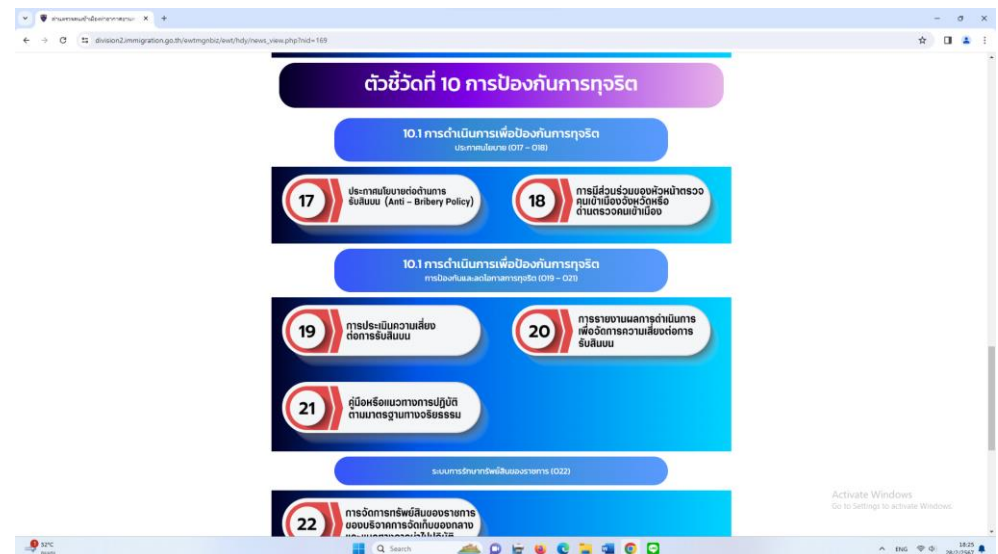 division2.immigration.go.th/ewtmgnbiz/ewt/hdy/news_view.php?nid=169
ตัวชี้วัดที่ 10 การป้องกันการทุจริต
10.1 การดำเนินการเพื่อป้องกันการทุจริต
ประกาศนโยบาย (O17 – O18)
17
ประกาศนโยบายต่อต้านการ
รับสินบน (Anti – Bribery Policy)
18
การมีส่วนร่วมของหัวหน้าตรวจ
คนเข้าเมืองจังหวัดหรือ
ด่านตรวจคนเข้าเมือง
10.1 การดำเนินการเพื่อป้องกันการทุจริต
การป้องกันและลดโอกาสการทุจริต (O19 – O21)
19
การประเมินความเสี่ยง
ต่อการรับสินบน
20
การรายงานผลการดำเนินการ
เพื่อจัดการความเสี่ยงต่อการ
รับสินบน
21
คู่มือหรือแนวทางการปฏิบัติ
ตามมาตรฐานทางจริยธรรม
ระบบการรักษาทรัพย์สินของราชการ (O22)
22
การจัดการทรัพย์สินของราชการ
ของบริจาคการจัดเก็บของกลาง
Activate Windows
Go to Settings to activate Windows.
32°C
Search
ENG
18:25